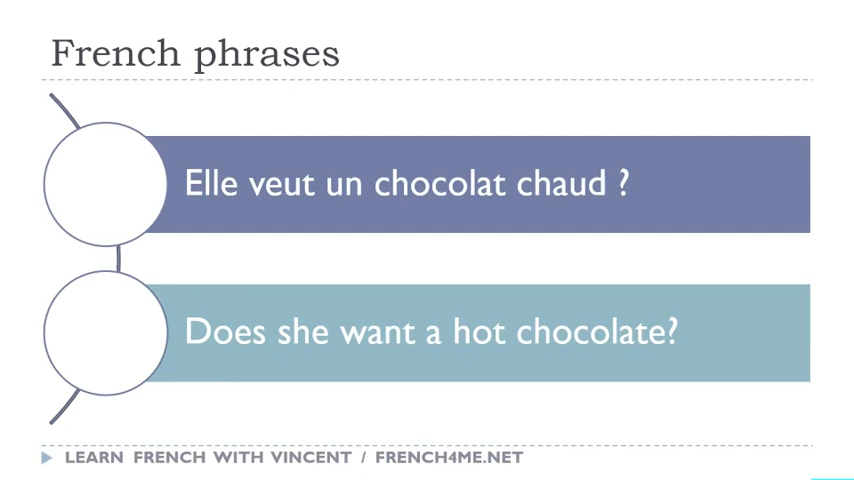 French phrases
Elle veut un chocolat chaud ?
Does she want a hot chocolate?
LEARN FRENCH WITH VINCENT / FRENCH4ME.NET